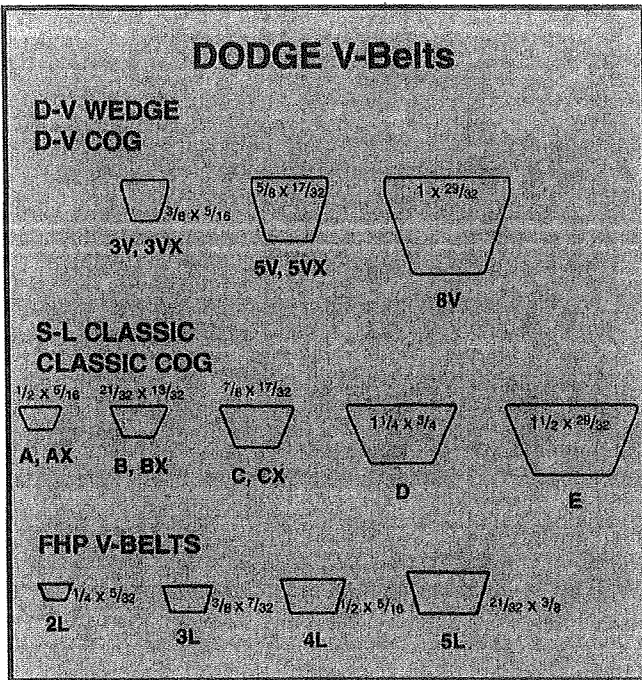 DODGE V-Belts
D-V WEDGE
D-V COG
3/8 X 5/16
5/8 X 17/32
1 x 29/32
3V, 3VX
5V, 5VX
8V
S-L CLASSIC
CLASSIC COG
1/2 X 5/16
21/32 X 13/32
7/8 X 17/32
1 1/4 X 3/4
1 1/2 X 29/32
A, AX
B, BX
C, CX
D
E
FHP V-BELTS
1/4 X 5/32
3/8 X 7/32
1/2 X 5/16
21/32 X 3/8
2L
3L
4L
5L